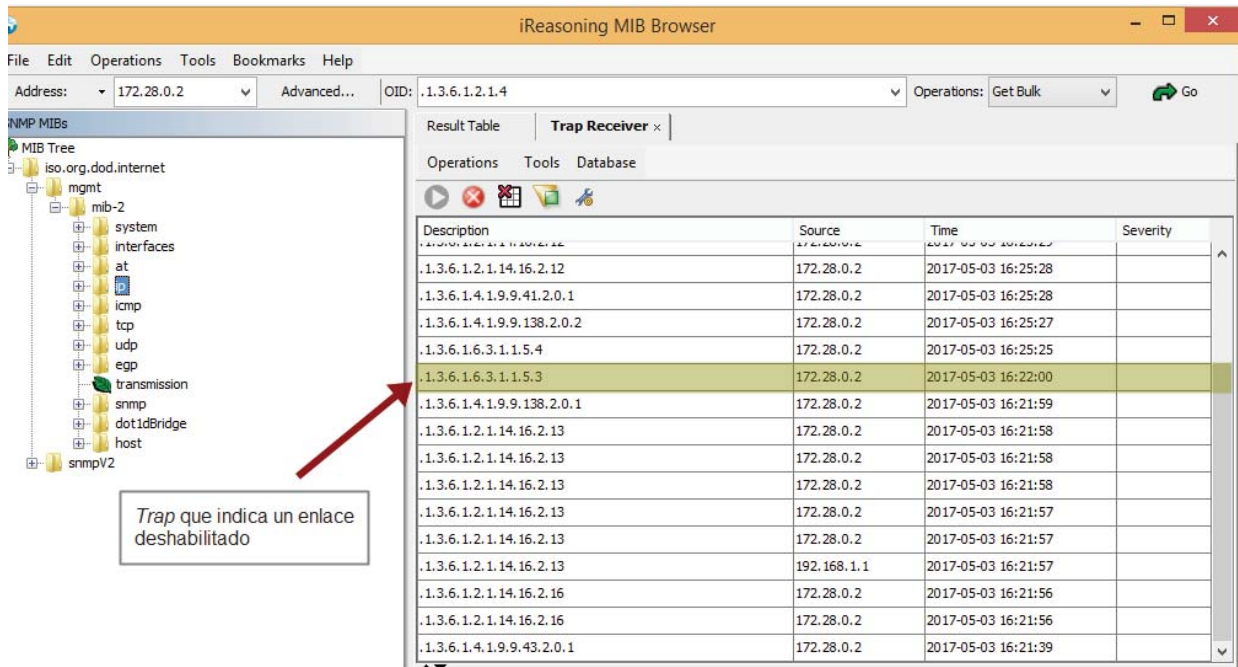 iReasoning MIB Browser
File Edit Operations Tools Bookmarks Help
Address: 172.28.0.2 Advanced... OID: .1.3.6.1.2.1.4 Operations: Get Bulk Go
SNMP MIBs
MIB Tree
iso.org.dod.internet
mgmt
mib-2
system
interfaces
at
ip
icmp
tcp
udp
egp
transmission
snmp
dot1dBridge
host
snmpV2
Trap que indica un enlace
deshabilitado
Result Table Trap Receiver
Operations Tools Database
Description Source Time Severity
.1.3.6.1.2.1.14.16.2.12 172.28.0.2 2017-05-03 16:25:28
.1.3.6.1.4.1.9.9.41.2.0.1 172.28.0.2 2017-05-03 16:25:28
.1.3.6.1.4.1.9.9.138.2.0.2 172.28.0.2 2017-05-03 16:25:27
.1.3.6.1.6.3.1.1.5.4 172.28.0.2 2017-05-03 16:25:25
.1.3.6.1.6.3.1.1.5.3 172.28.0.2 2017-05-03 16:22:00
.1.3.6.1.4.1.9.9.138.2.0.1 172.28.0.2 2017-05-03 16:21:59
.1.3.6.1.2.1.14.16.2.13 172.28.0.2 2017-05-03 16:21:58
.1.3.6.1.2.1.14.16.2.13 172.28.0.2 2017-05-03 16:21:58
.1.3.6.1.2.1.14.16.2.13 172.28.0.2 2017-05-03 16:21:58
.1.3.6.1.2.1.14.16.2.13 172.28.0.2 2017-05-03 16:21:57
.1.3.6.1.2.1.14.16.2.13 172.28.0.2 2017-05-03 16:21:57
.1.3.6.1.2.1.14.16.2.13 192.168.1.1 2017-05-03 16:21:57
.1.3.6.1.2.1.14.16.2.16 172.28.0.2 2017-05-03 16:21:56
.1.3.6.1.2.1.14.16.2.16 172.28.0.2 2017-05-03 16:21:56
.1.3.6.1.4.1.9.9.43.2.0.1 172.28.0.2 2017-05-03 16:21:39